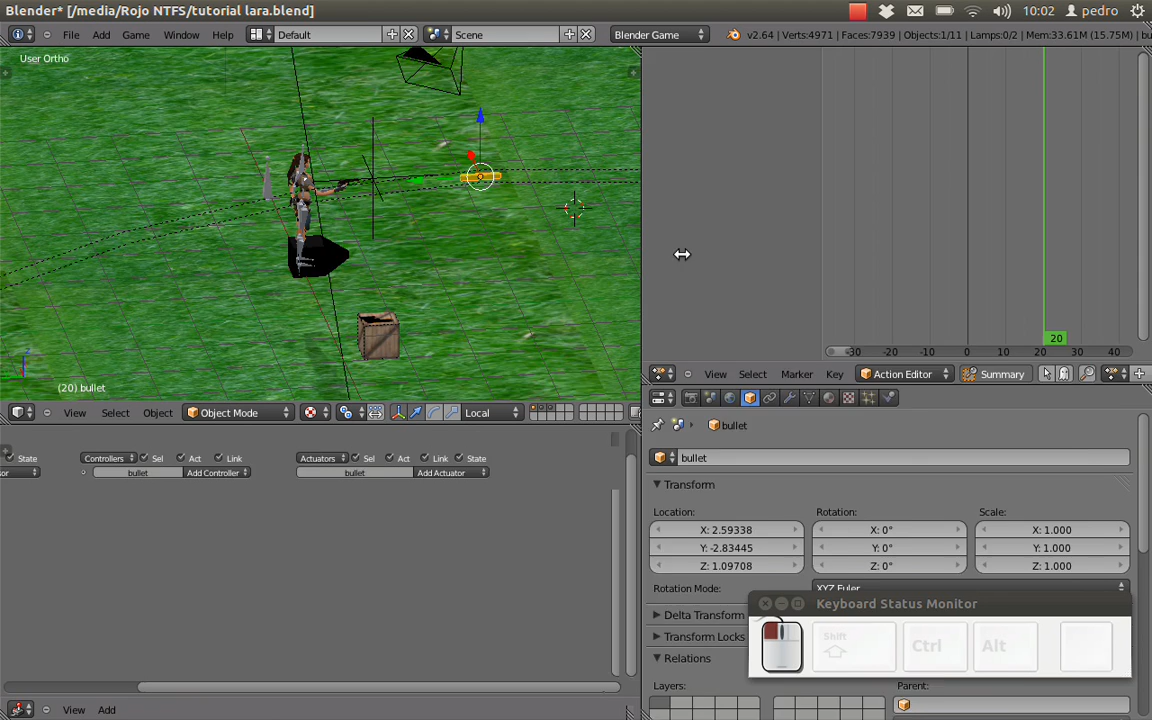 Blender* [/media/Rojo NTFS/tutorial lara.blend]
10:02
pedro
File Add Game Window Help
Default
Scene
Blender Game
v2.64 | Verts:4971 | Faces:7939 | Objects:1/11 | Lamps:0/2 | Mem:33.61M (15.75M) | bu
User Ortho
(20) bullet
20
-30 -20 -10 0 10 20 30 40
View Select Marker Key
Action Editor
Summary
View Select Object
Object Mode
Local
bullet
bullet
State
Controllers Sel Act Link
Actuators Sel Act Link State
sor
bullet
Add Controller
bullet
Add Actuator
Transform
Location:
Rotation:
Scale:
X: 2.59338
X: 0°
X: 1.000
Y: -2.83445
Y: 0°
Y: 1.000
Z: 1.09708
Z: 0°
Z: 1.000
Rotation Mode:
XYZ Euler
Delta Transform
Transform Locks
Relations
Layers:
Parent:
Keyboard Status Monitor
Shift
Ctrl
Alt
View Add